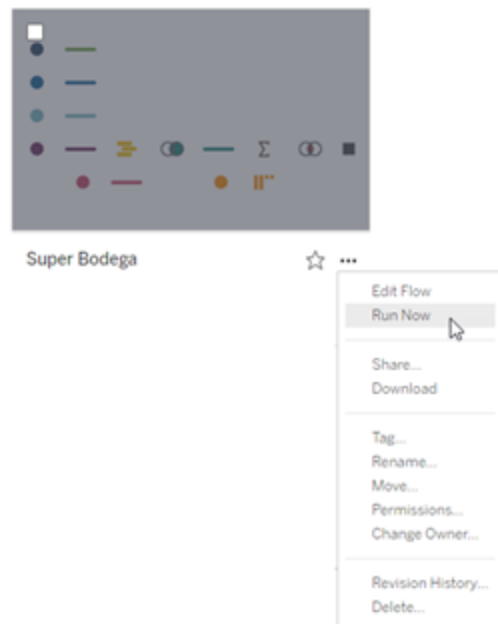 Super Bodega
Edit Flow
Run Now
Share...
Download
Tag...
Rename...
Move...
Permissions...
Change Owner...
Revision History...
Delete...